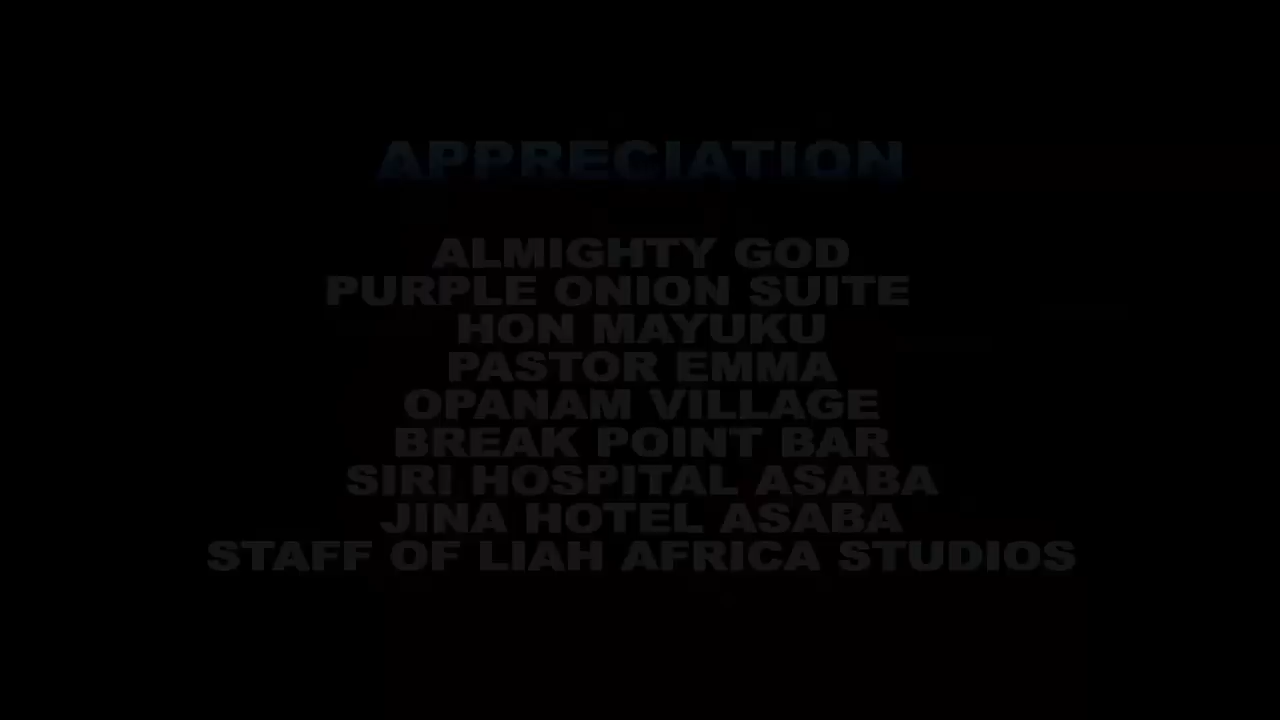 APPRECIATION
ALMIGHTY GOD
PURPLE ONION SUITE
HON MAYUKU
PASTOR EMMA
OPANAM VILLAGE
BREAK POINT BAR
SIRI HOSPITAL ASABA
JINA HOTEL ASABA
STAFF OF LIAH AFRICA STUDIOS